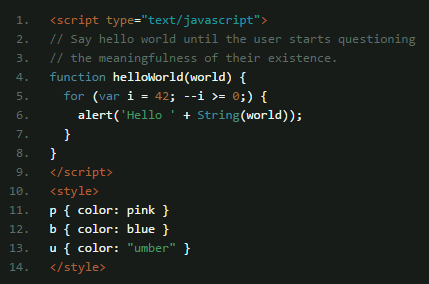 1. <script type="text/javascript">
2. // Say hello world until the user starts questioning
3. // the meaningfulness of their existence.
4. function helloWorld(world) {
5.   for (var i = 42; --i >= 0;) {
6.     alert('Hello ' + String(world));
7.   }
8. }
9. </script>
10. <style>
11. p { color: pink }
12. b { color: blue }
13. u { color: "umber" }
14. </style>